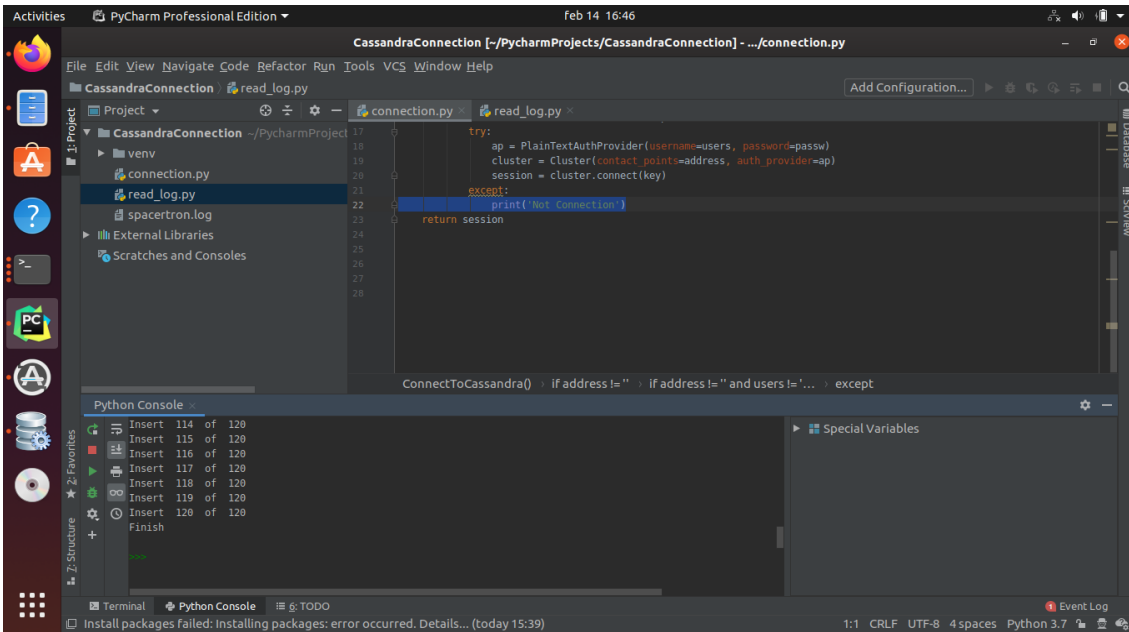 Activities PyCharm Professional Edition feb 14 16:46
CassandraConnection [~/PycharmProjects/CassandraConnection] - .../connection.py
File Edit View Navigate Code Refactor Run Tools VCS Window Help
CassandraConnection read_log.py Add Configuration...
1: Project
Project
connection.py read_log.py
CassandraConnection ~/PycharmProject
venv
connection.py
read_log.py
spacertron.log
External Libraries
Scratches and Consoles
17 try:
18 ap = PlainTextAuthProvider(username=users, password=passw)
19 cluster = Cluster(contact_points=address, auth_provider=ap)
20 session = cluster.connect(key)
21 except:
22 print('Not Connection')
23 return session
24
25
26
27
28
Database
SciView
ConnectToCassandra() › if address != '' › if address != '' and users != '... › except
Python Console
Insert 114 of 120
Insert 115 of 120
Insert 116 of 120
Insert 117 of 120
Insert 118 of 120
Insert 119 of 120
Insert 120 of 120
Finish
>>>
Special Variables
2: Favorites
7: Structure
PC
Terminal Python Console 6: TODO 1 Event Log
Install packages failed: Installing packages: error occurred. Details... (today 15:39) 1:1 CRLF UTF-8 4 spaces Python 3.7